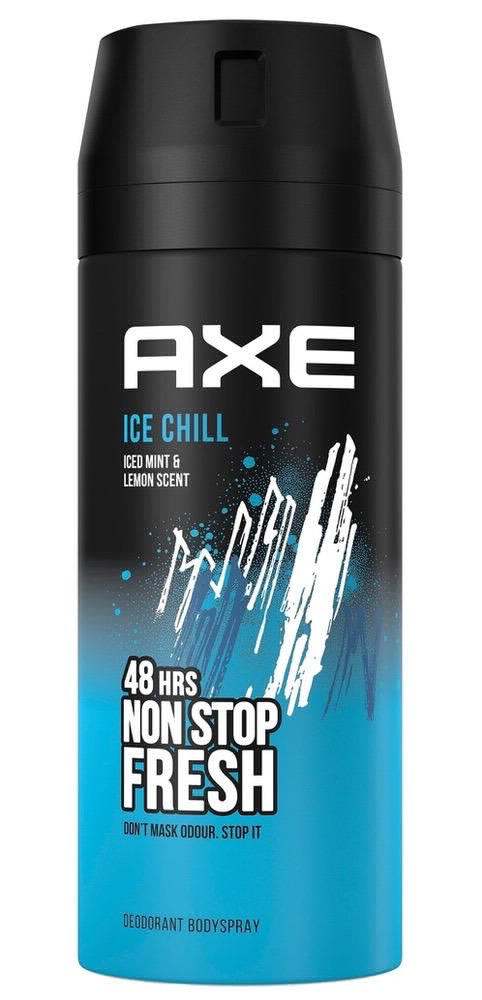 AXE
ICE CHILL
ICED MINT &
LEMON SCENT
48 HRS
NON STOP
FRESH
DON'T MASK ODOUR. STOP IT
DEODORANT BODYSPRAY